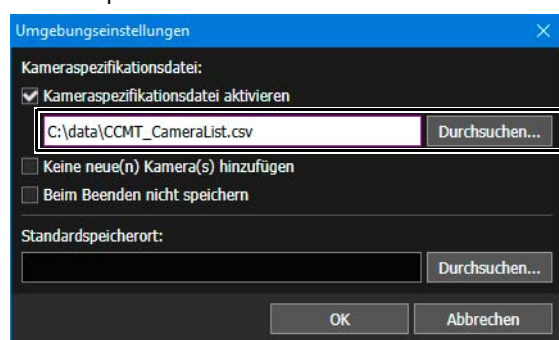 Umgebungseinstellungen
Kameraspezifikationsdatei:
Kameraspezifikationsdatei aktivieren
C:\data\CCMT_CameraList.csv Durchsuchen...
Keine neue(n) Kamera(s) hinzufügen
Beim Beenden nicht speichern
Standardspeicherort:
Durchsuchen...
OK Abbrechen